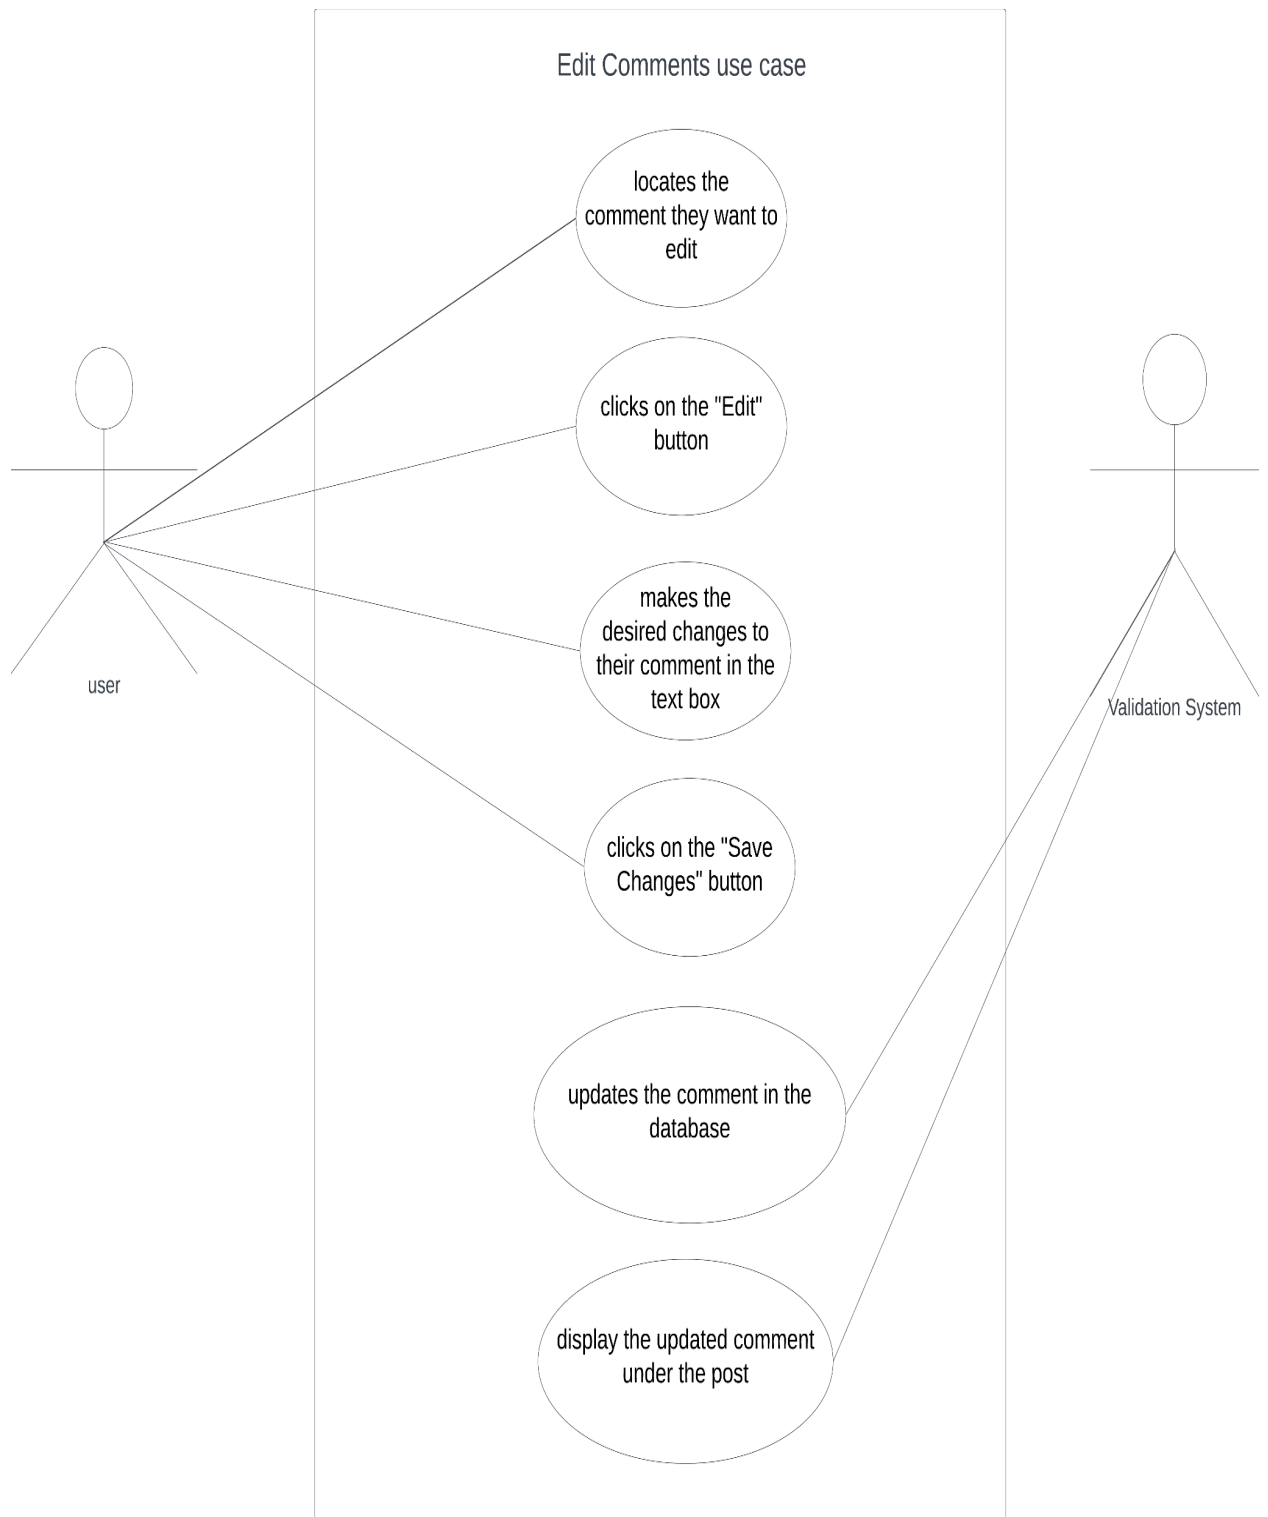 Edit Comments use case
locates the
comment they want to
edit
clicks on the "Edit"
button
makes the
desired changes to
their comment in the
text box
user
Validation System
clicks on the "Save
Changes" button
updates the comment in the
database
display the updated comment
under the post